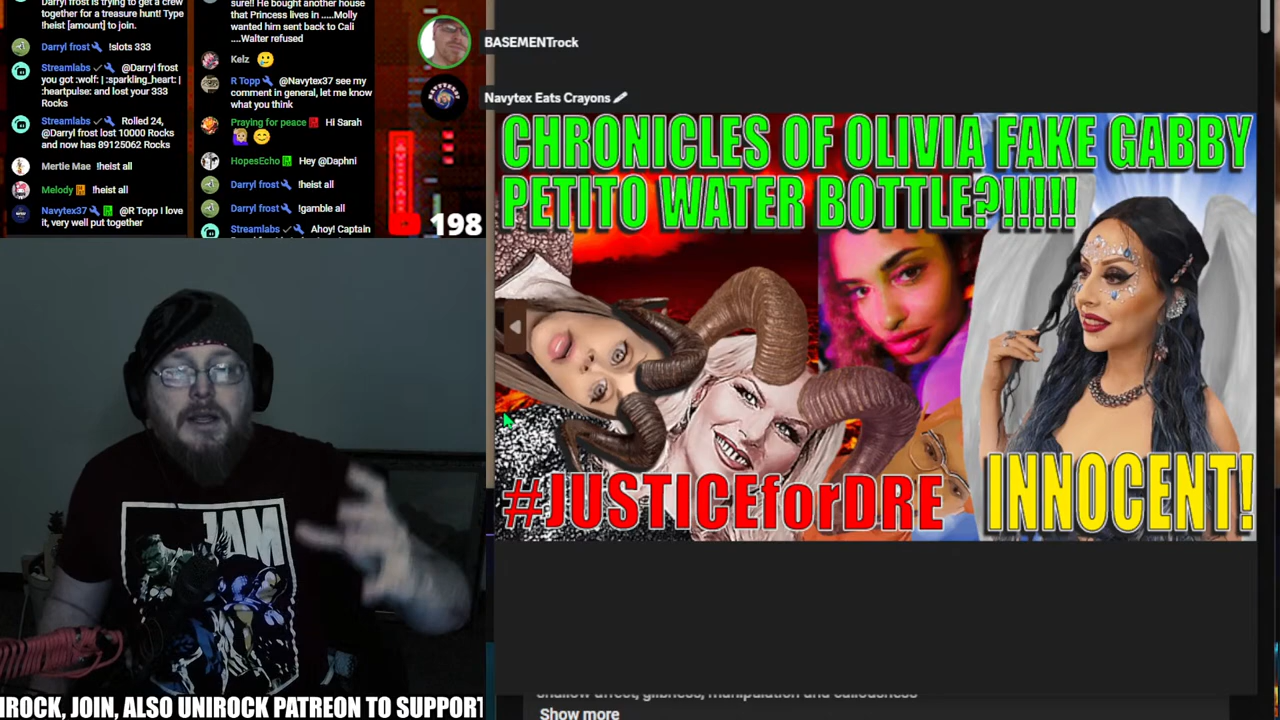 Darryl frost is trying to get a crew
together for a treasure hunt! Type
!heist [amount] to join.
Darryl frost !slots 333
Streamlabs @Darryl frost
you got :wolf: | :sparkling_heart: |
:heartpulse: and lost your 333
Rocks
Streamlabs Rolled 24,
@Darryl frost lost 10000 Rocks
and now has 89125062 Rocks
Mertie Mae !heist all
Melody !heist all
Navytex37 @R Topp I love
it, very well put together
sure!! He bought another house
that Princess lives in .....Molly
wanted him sent back to Cali
....Walter refused
Kelz
R Topp @Navytex37 see my
comment in general, let me know
what you think
Praying for peace Hi Sarah
HopesEcho Hey @Daphni
Darryl frost !heist all
Darryl frost !gamble all
Streamlabs Ahoy! Captain
198
BASEMENTrock
Navytex Eats Crayons
CHRONICLES OF OLIVIA FAKE GABBY
PETITO WATER BOTTLE?!!!!!
#JUSTICEforDRE
INNOCENT!
JAM
shallow affect, glibness, manipulation and callousness
Show more
IROCK, JOIN, ALSO UNIROCK PATREON TO SUPPORT